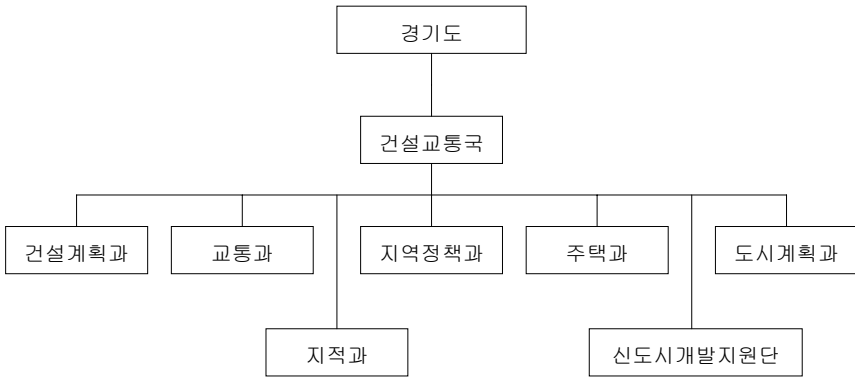 경기도
건설교통국
건설계획과
교통과
지역정책과
주택과
도시계획과
지적과
신도시개발지원단